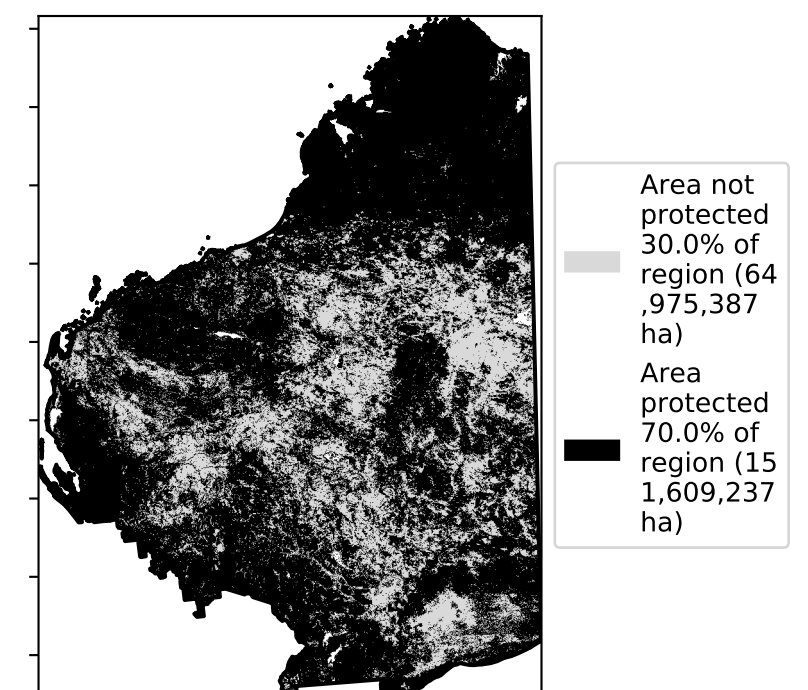 Area not
protected
30.0% of
region (64
,975,387
ha)
Area
protected
70.0% of
region (15
1,609,237
ha)